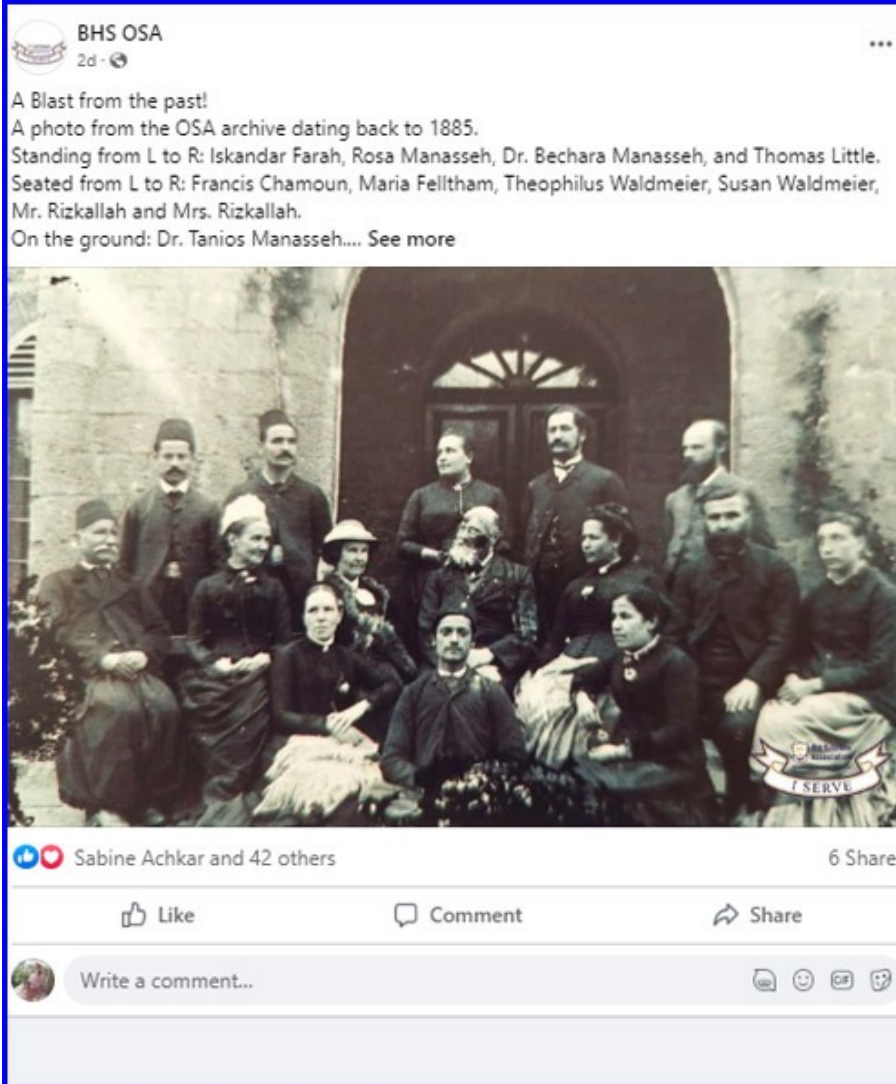 BHS OSA
2d
A Blast from the past!
A photo from the OSA archive dating back to 1885.
Standing from L to R: Iskandar Farah, Rosa Manasseh, Dr. Bechara Manasseh, and Thomas Little.
Seated from L to R: Francis Chamoun, Maria Felltham, Theophilus Waldmeier, Susan Waldmeier,
Mr. Rizkallah and Mrs. Rizkallah.
On the ground: Dr. Tanios Manasseh.... See more
I SERVE
Sabine Achkar and 42 others
6 Share
Like
Comment
Share
Write a comment...
GIF